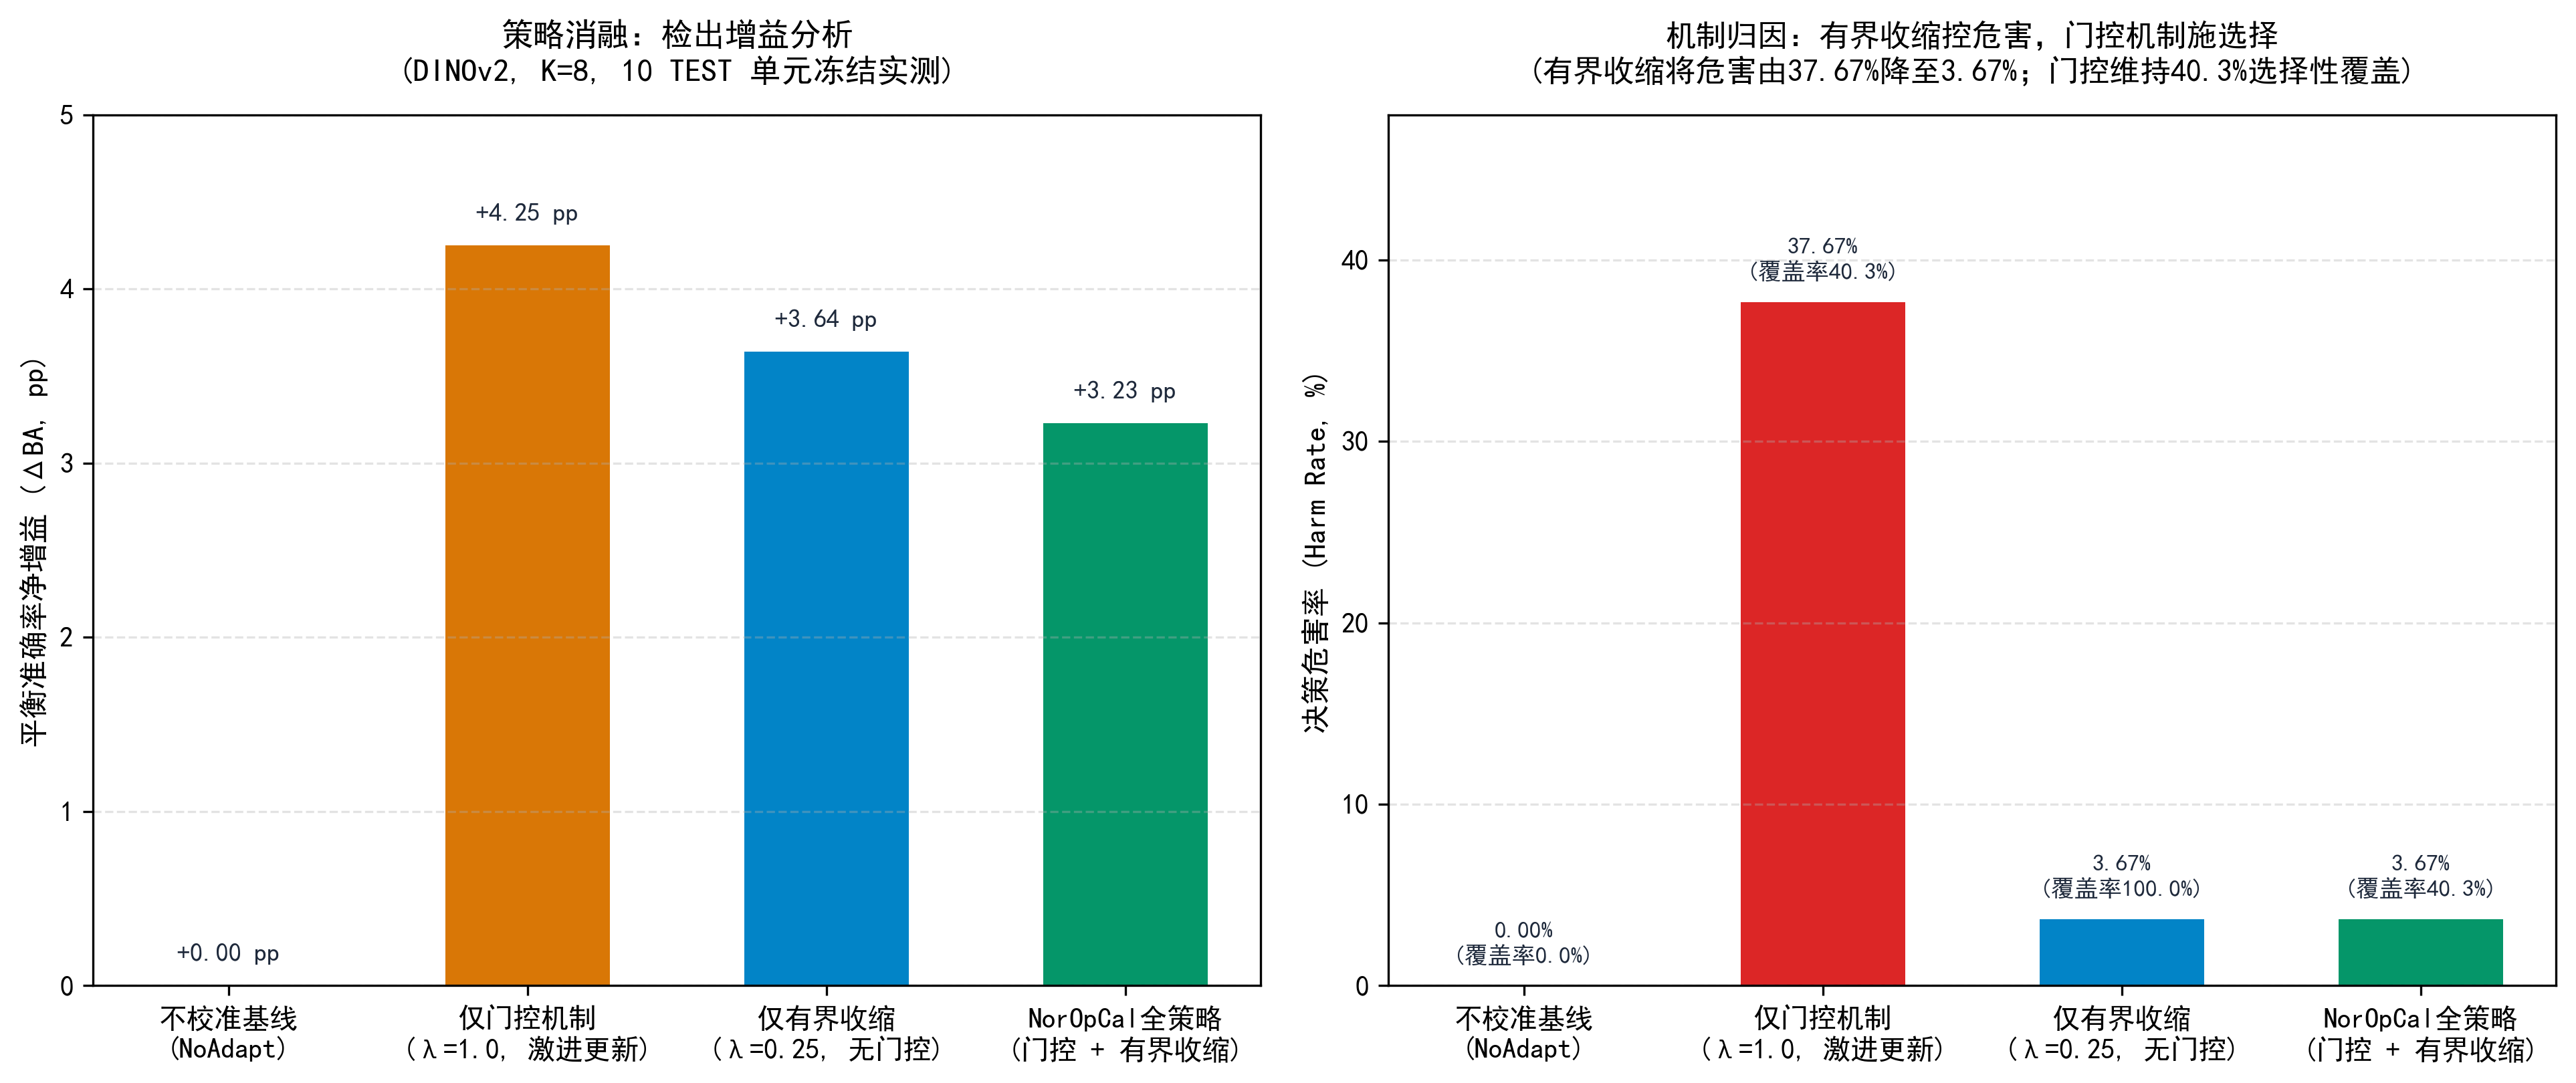 策略消融：检出增益分析
(DINOv2, K=8, 10 TEST 单元冻结实测)
平衡准确率净增益 (ΔBA, pp)
5
4
3
2
1
0
+0.00 pp
+4.25 pp
+3.64 pp
+3.23 pp
不校准基线
(NoAdapt)
仅门控机制
(λ=1.0, 激进更新)
仅有界收缩
(λ=0.25, 无门控)
NorOpCal全策略
(门控 + 有界收缩)
机制归因：有界收缩控危害，门控机制施选择
(有界收缩将危害由37.67%降至3.67%；门控维持40.3%选择性覆盖)
决策危害率 (Harm Rate, %)
40
30
20
10
0
0.00%
(覆盖率0.0%)
37.67%
(覆盖率40.3%)
3.67%
(覆盖率100.0%)
3.67%
(覆盖率40.3%)
不校准基线
(NoAdapt)
仅门控机制
(λ=1.0, 激进更新)
仅有界收缩
(λ=0.25, 无门控)
NorOpCal全策略
(门控 + 有界收缩)